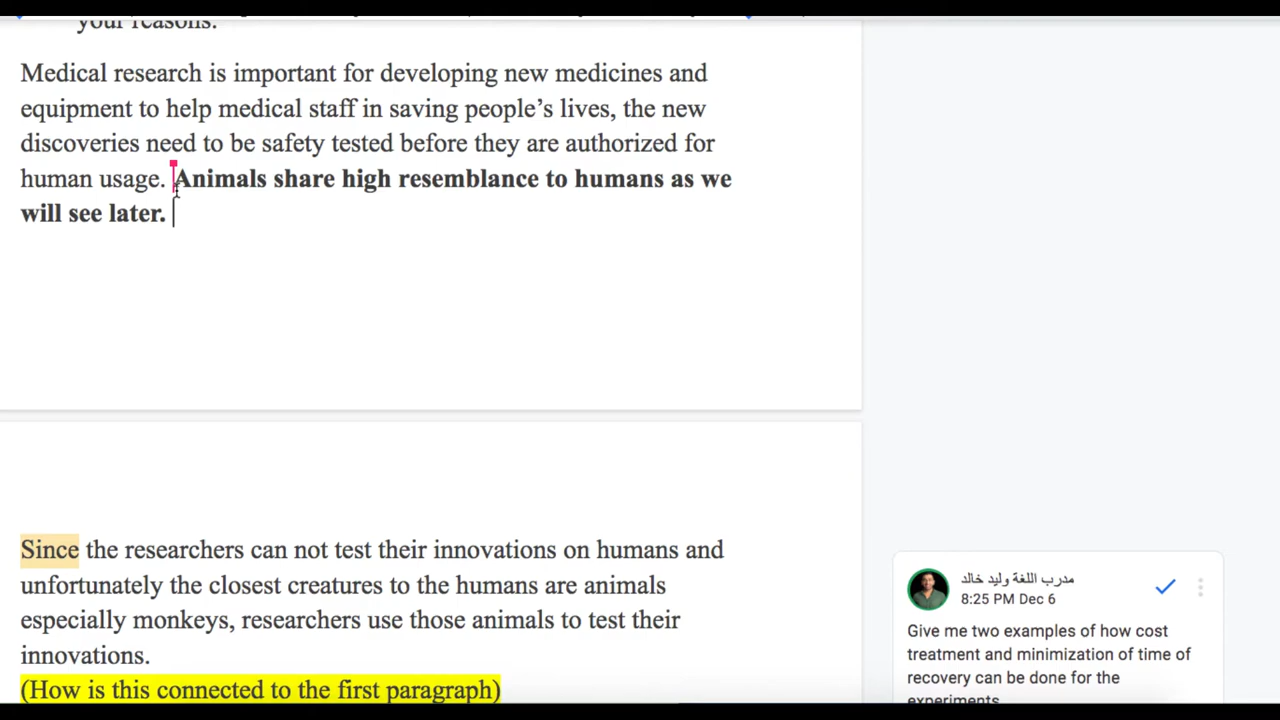 your reasons.
Medical research is important for developing new medicines and
equipment to help medical staff in saving people’s lives, the new
discoveries need to be safety tested before they are authorized for
human usage. Animals share high resemblance to humans as we
will see later.
Since the researchers can not test their innovations on humans and
unfortunately the closest creatures to the humans are animals
especially monkeys, researchers use those animals to test their
innovations.
(How is this connected to the first paragraph)
مدرب اللغة وليد خالد
8:25 PM Dec 6
Give me two examples of how cost
treatment and minimization of time of
recovery can be done for the
experiments